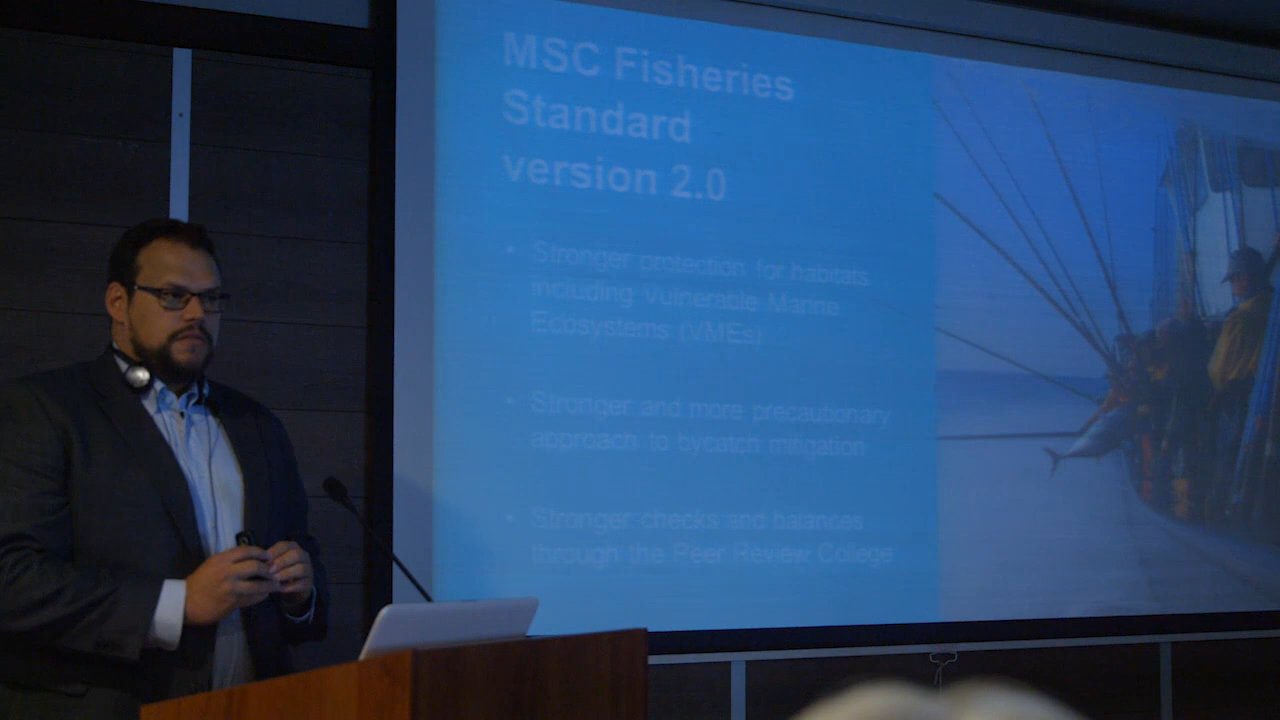 MSC Fisheries
Standard
version 2.0
• Stronger protection for habitats
including Vulnerable Marine
Ecosystems (VMEs)
• Stronger and more precautionary
approach to bycatch mitigation
• Stronger checks and balances
through the Peer Review College